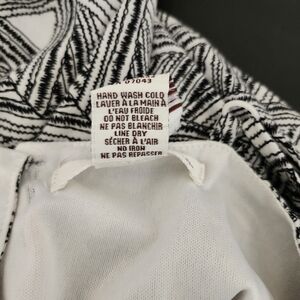 57043
HAND WASH COLD
LAVER À LA MAIN À
L'EAU FROIDE
DO NOT BLEACH
NE PAS BLANCHIR
LINE DRY
SÉCHER À L'AIR
NO IRON
NE PAS REPASSER